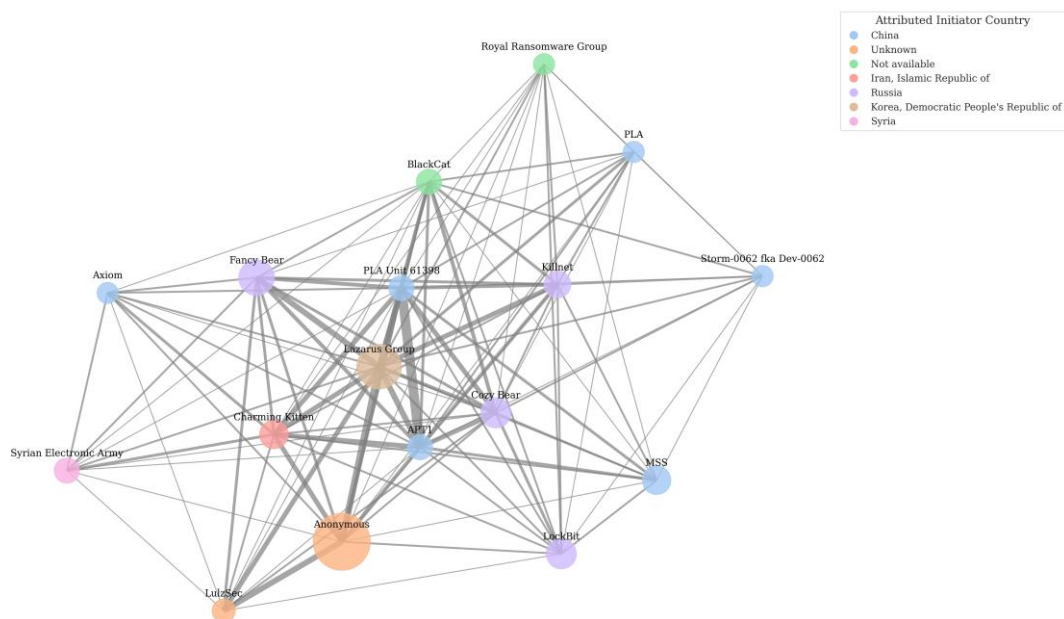 Attributed Initiator Country
China
Unknown
Not available
Iran, Islamic Republic of
Russia
Korea, Democratic People's Republic of
Syria
Royal Ransomware Group
PLA
BlackCat
Storm-0062 fka Dev-0062
Fancy Bear
PLA Unit 61398
Killnet
Axiom
Lazarus Group
Cozy Bear
Charming Kitten
APT1
Syrian Electronic Army
MSS
Anonymous
LockBit
LulzSec